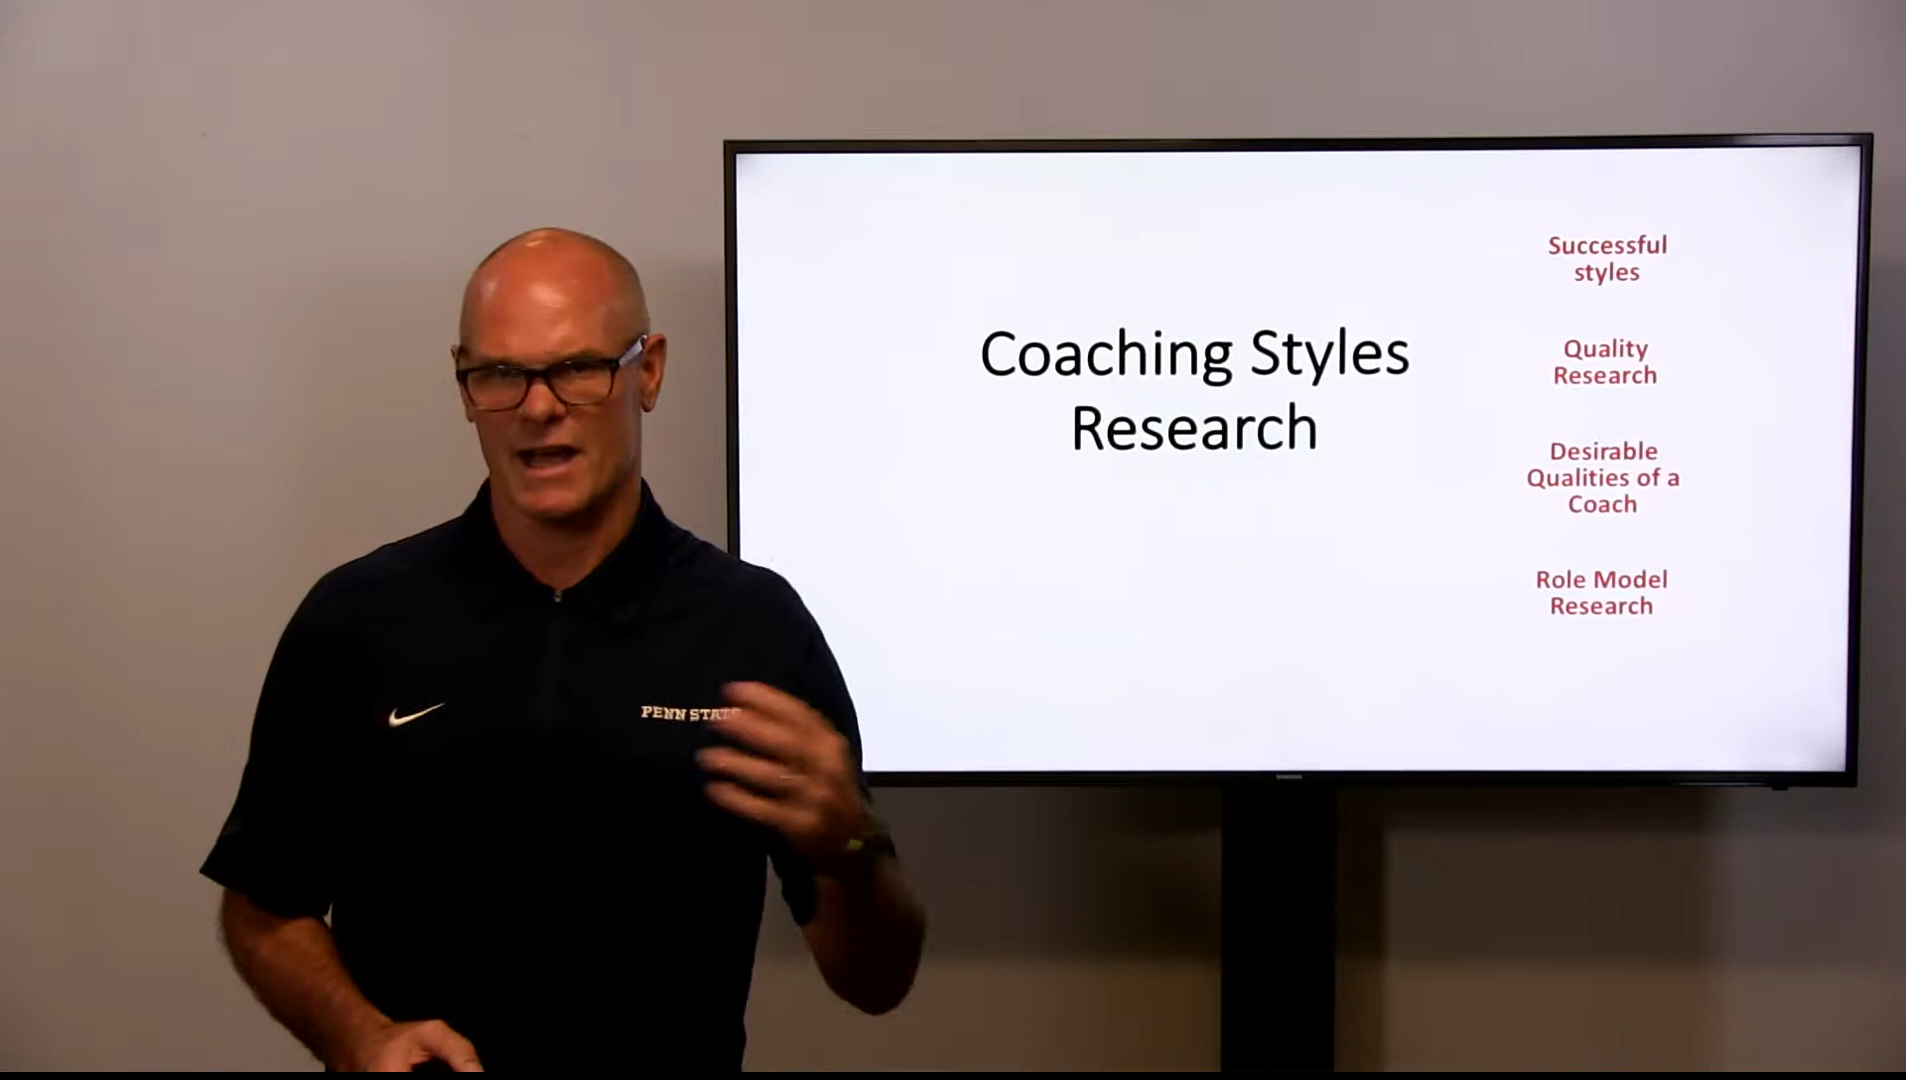 Coaching Styles
Research
Successful
styles
Quality
Research
Desirable
Qualities of a
Coach
Role Model
Research
PENN STATE